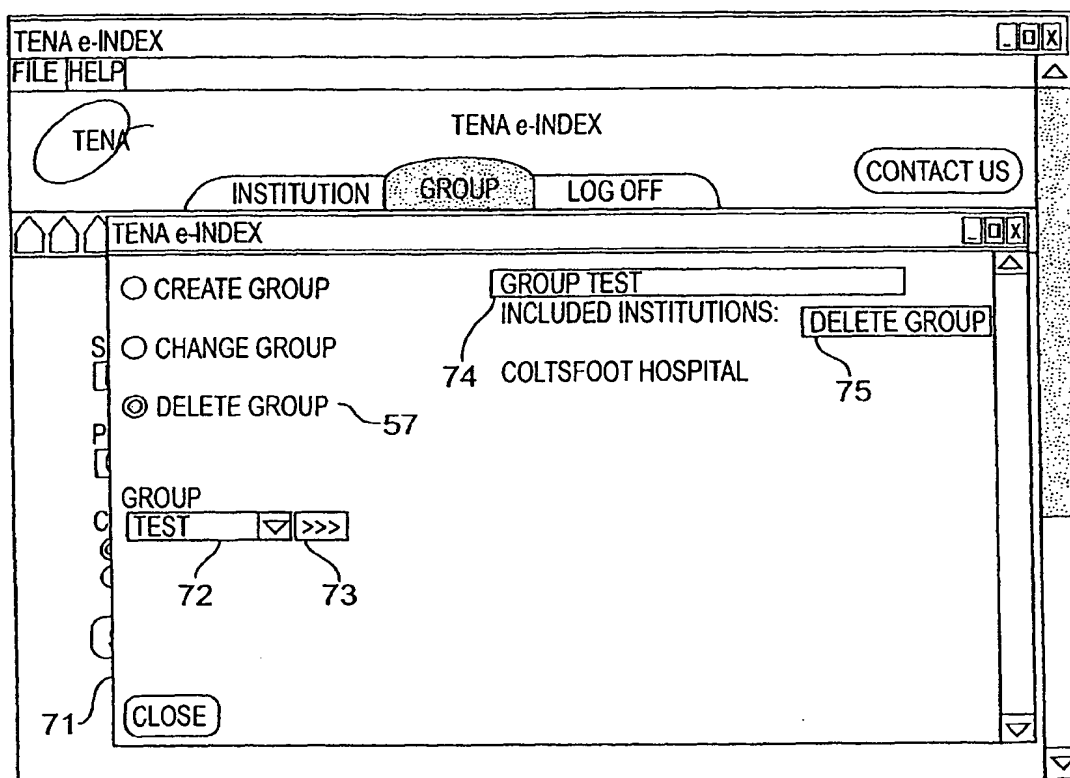 TENA e-INDEX
_ X
FILE HELP
TENA
TENA e-INDEX
CONTACT US
INSTITUTION GROUP LOG OFF
TENA e-INDEX
_ X
CREATE GROUP
GROUP TEST
INCLUDED INSTITUTIONS:
DELETE GROUP
S
CHANGE GROUP
74
COLTSFOOT HOSPITAL
75
DELETE GROUP
57
P
GROUP
C
TEST >>>
72 73
71
CLOSE